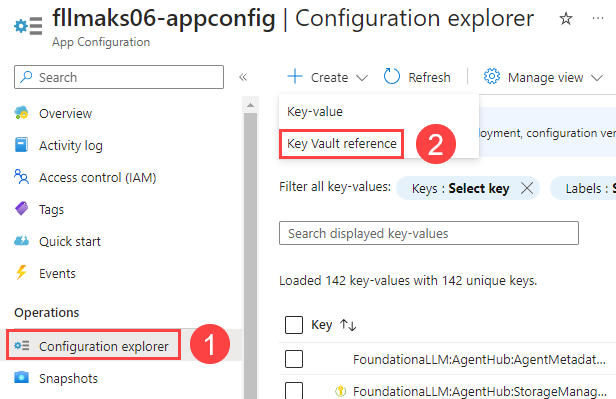 fllmaks06-appconfig | Configuration explorer
App Configuration
Search
Create
Refresh
Manage view
Overview
Activity log
Access control (IAM)
Tags
Quick start
Events
Operations
Configuration explorer
1
Snapshots
Key-value
Key Vault reference
2
ployment, configuration ver
Filter all key-values:
Keys : Select key
Labels : S
Search displayed key-values
Loaded 142 key-values with 142 unique keys.
Key
FoundationaLLM:AgentHub:AgentMetadat...
FoundationaLLM:AgentHub:StorageManag...